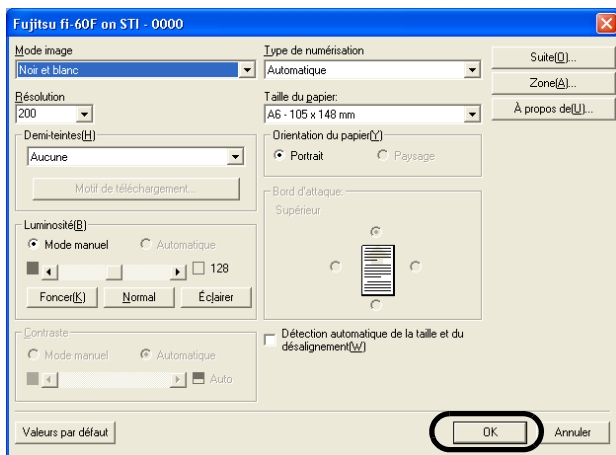 Fujitsu fi-60F on STI - 0000
Mode image
Noir et blanc
Type de numérisation
Automatique
Suite(O)...
Zone(A)...
À propos de(U)...
Résolution
200
Taille du papier:
A6 - 105 x 148 mm
Demi-teintes(H)
Aucune
Motif de téléchargement...
Orientation du papier(Y)
Portrait
Paysage
Bord d'attaque:
Supérieur
Luminosité(B)
Mode manuel
Automatique
128
Foncer(K)
Normal
Éclairer
Contraste
Mode manuel
Automatique
Auto
Détection automatique de la taille et du
désalignement(W)
Valeurs par défaut
OK
Annuler